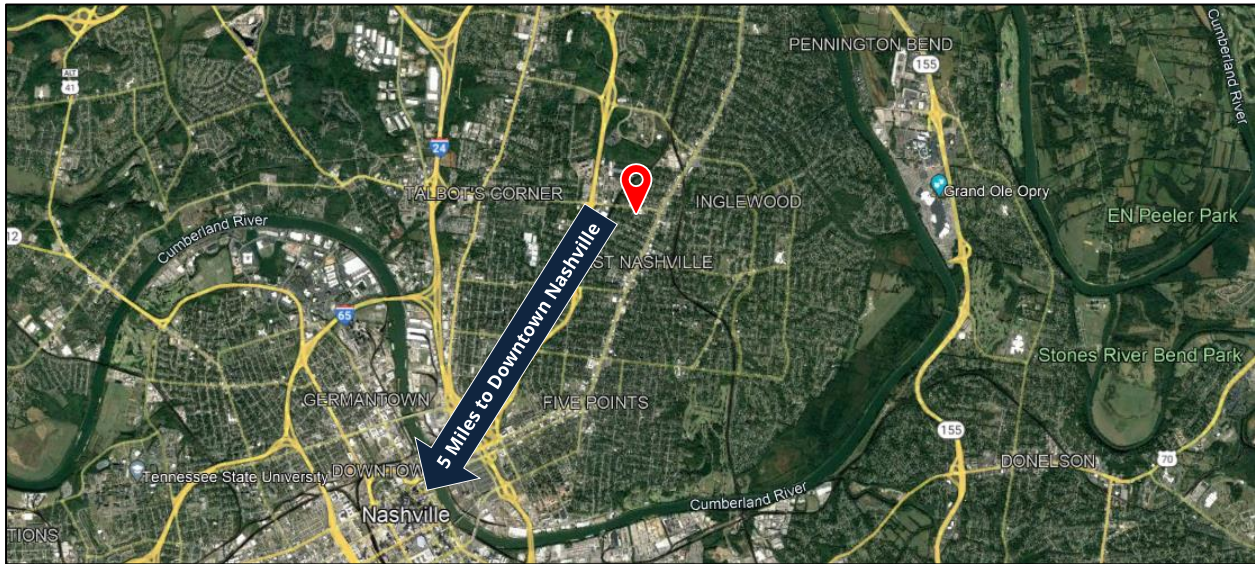 PENNINGTON BEND
Cumberland River
155
ALT
41
24
TALBOT'S CORNER
INGLEWOOD
Grand Ole Opry
EN Peeler Park
12
Cumberland River
ST NASHVILLE
65
5 Miles to Downtown Nashville
Stones River Bend Park
GERMANTOWN
FIVE POINTS
155
70
DONELSON
DOWNTOW
Tennessee State University
Cumberland River
Nashville
TIONS